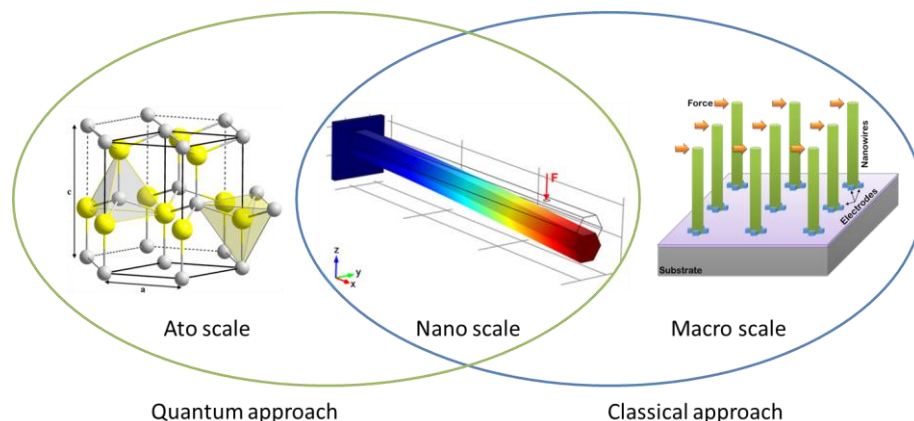 c
a
Ato scale
F
z
y
x
Nano scale
Force
Nanowires
Electrodes
Substrate
Macro scale
Quantum approach
Classical approach